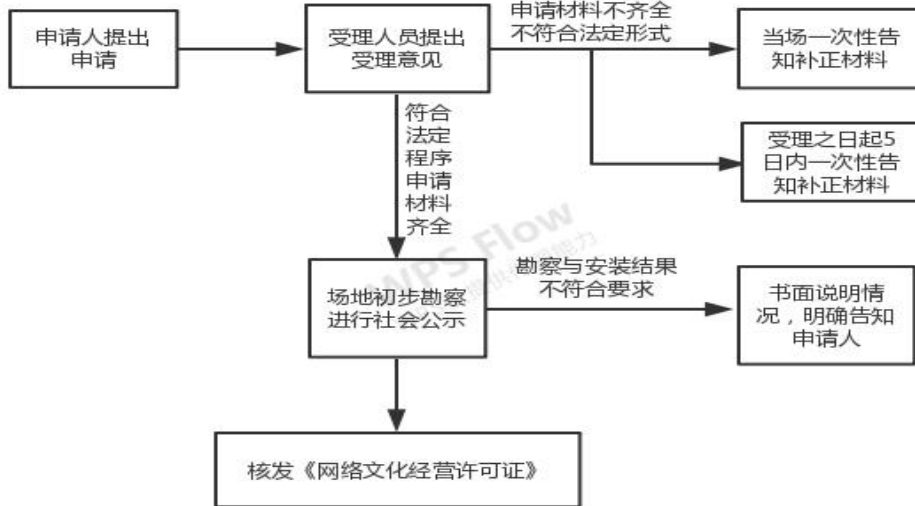 申请人提出
申请
受理人员提出
受理意见
申请材料不齐全
不符合法定形式
当场一次性告
知补正材料
受理之日起5
日内一次性告
知补正材料
符合
法定
程序
申请
材料
齐全
WPS Flow
场地初步勘察
进行社会公示
勘察与安装结果
不符合要求
书面说明情
况，明确告知
申请人
核发《网络文化经营许可证》